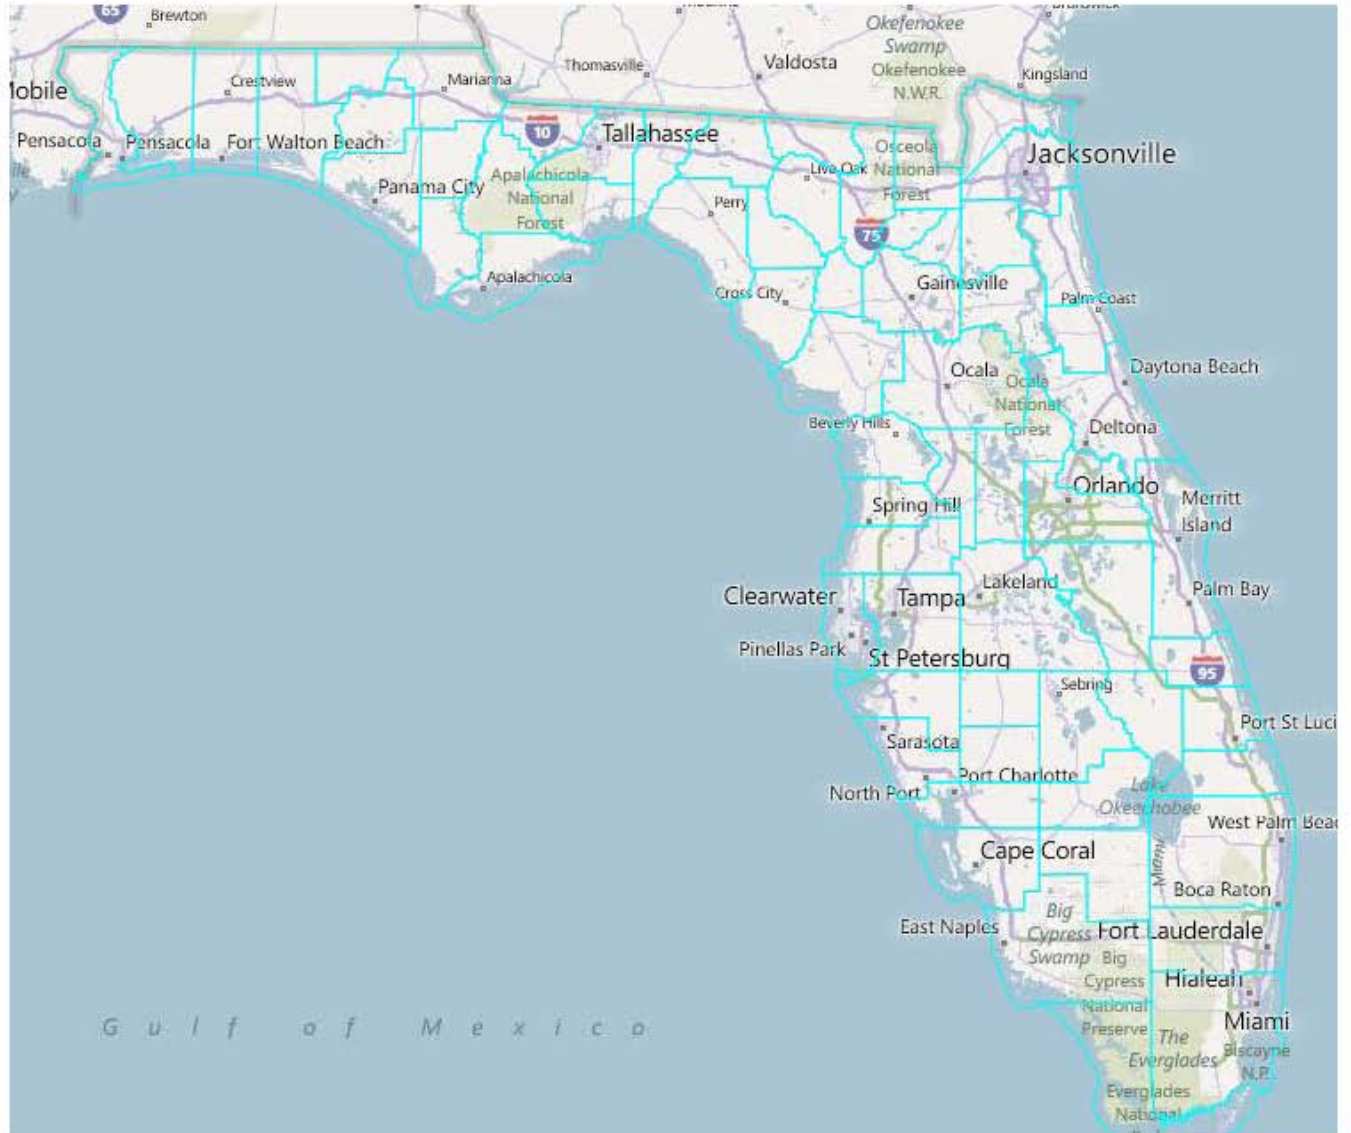 65
Brewton
Okefenokee
Swamp
Okefenokee
N.W.R.
Thomasville
Valdosta
Kingsland
Crestview
Marianna
Pensacola
Pensacola
Fort Walton Beach
10
Tallahassee
Jacksonville
Osceola
National
Forest
Live Oak
Panama City
Apalachicola
National
Forest
Perry
75
Apalachicola
Cross City
Gainesville
Palm Coast
Ocala
Ocala
National
Forest
Daytona Beach
Beverly Hills
Deltona
Orlando
Merritt
Island
Spring Hill
Clearwater
Tampa
Lakeland
Palm Bay
Pinellas Park
St Petersburg
95
Sebring
Port St Luci
Sarasota
Port Charlotte
North Port
Lake
Okeechobee
West Palm Beac
Cape Coral
Miami
Boca Raton
East Naples
Big
Cypress
Swamp
Fort Lauderdale
Big
Cypress
National
Preserve
Hialeah
Miami
The
Everglades
Biscayne
N.P.
Everglades
National
Gulf of Mexico